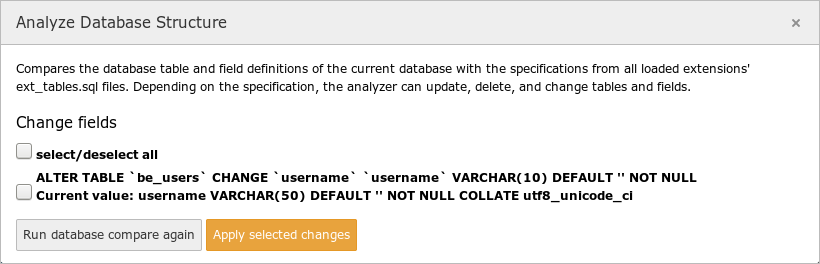 Analyze Database Structure
×
Compares the database table and field definitions of the current database with the specifications from all loaded extensions'
ext_tables.sql files. Depending on the specification, the analyzer can update, delete, and change tables and fields.
Change fields
select/deselect all
ALTER TABLE `be_users` CHANGE `username` `username` VARCHAR(10) DEFAULT '' NOT NULL
Current value: username VARCHAR(50) DEFAULT '' NOT NULL COLLATE utf8_unicode_ci
Run database compare again
Apply selected changes